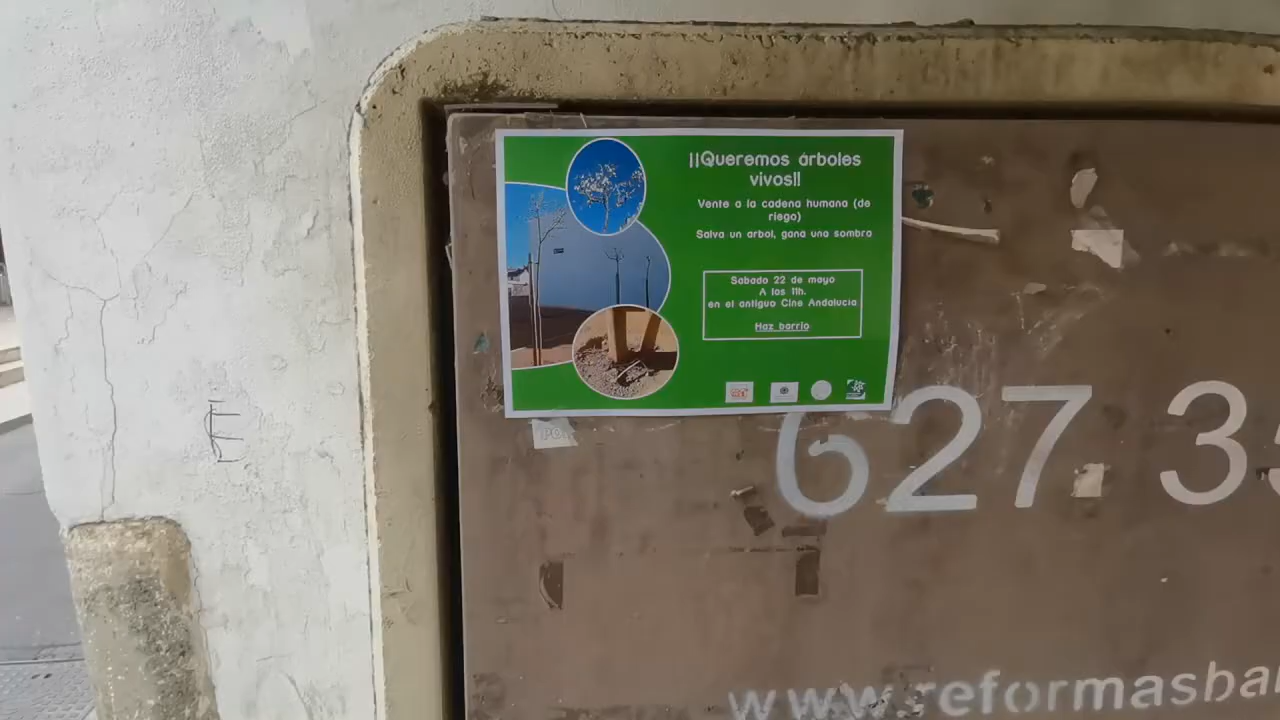 ¡¡Queremos árboles
vivos!!
Vente a la cadena humana (de
riego)
Salva un arbol, gana una sombra
Sabado 22 de mayo
A las 11h.
en el antiguo Cine Andalucia
Haz barrio
627 3
www.reformasba